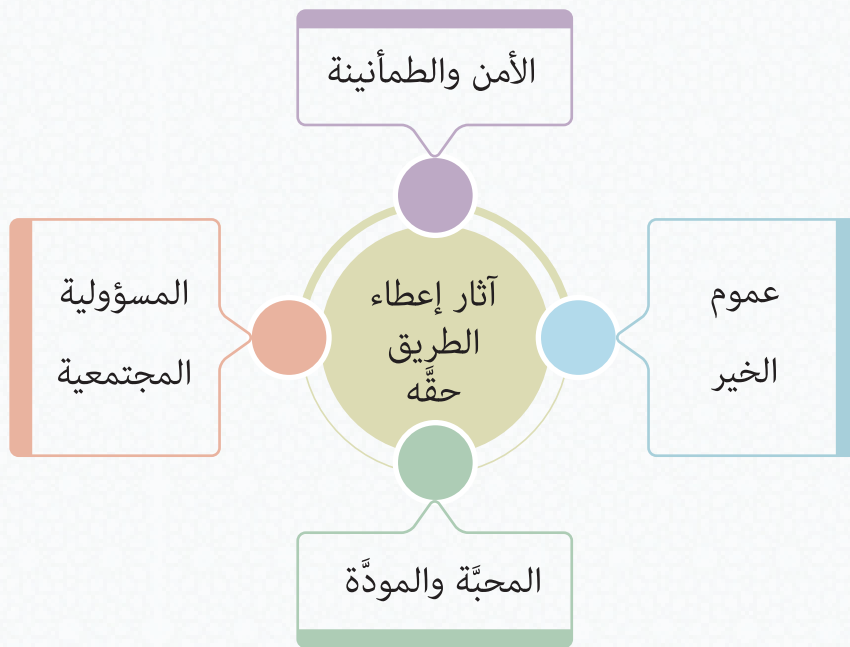 الأمن والطمأنينة
عموم
الخير
آثار إعطاء
الطريق
حقَّه
المسؤولية
المجتمعية
المحبَّة والمودَّة